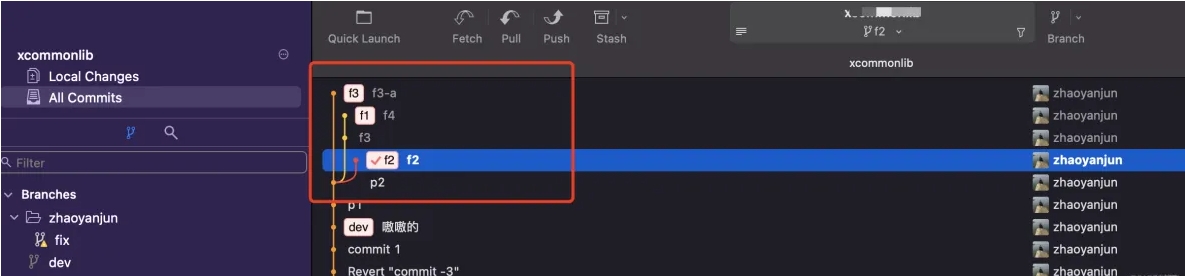 Quick Launch
Fetch
Pull
Push
Stash
f2
Branch
xcommonlib
xcommonlib
Local Changes
All Commits
Filter
Branches
zhaoyanjun
fix
dev
f3 f3-a zhaoyanjun
f1 f4 zhaoyanjun
f3 zhaoyanjun
f2 f2 zhaoyanjun
p2 zhaoyanjun
p1 zhaoyanjun
dev 嗷嗷的 zhaoyanjun
commit 1 zhaoyanjun
Revert "commit -3" zhaoyanjun